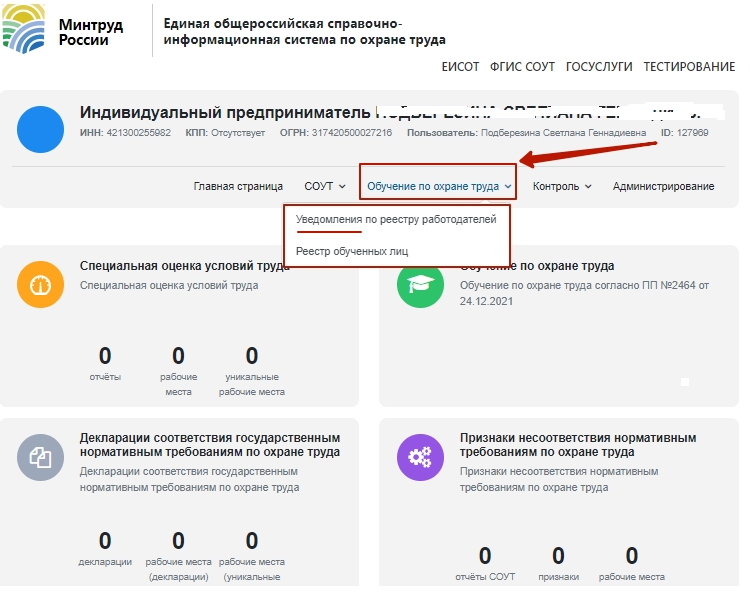 Минтруд
России
Единая общероссийская справочно-
информационная система по охране труда
ЕИСОТ ФГИС СОУТ ГОСУСЛУГИ ТЕСТИРОВАНИЕ
Индивидуальный предприниматель
ИНН: 421300255982 КПП: Отсутствует ОГРН: 317420500027216 Пользователь: Подберезина Светлана Геннадиевна ID: 127969
Главная страница СОУТ Обучение по охране труда Контроль Администрирование
Уведомления по реестру работодателей
Реестр обученных лиц
Специальная оценка условий труда
Специальная оценка условий труда
0 0 0
отчёты рабочие места уникальные рабочие места
Обучение по охране труда
Обучение по охране труда согласно ПП №2464 от
24.12.2021
Декларации соответствия государственным
нормативным требованиям по охране труда
Декларации соответствия государственным
нормативным требованиям по охране труда
0 0 0
декларации рабочие места (декларации) рабочие места (уникальные
Признаки несоответствия нормативным
требованиям по охране труда
Признаки несоответствия нормативным
требованиям по охране труда
0 0 0
отчёты СОУТ признаки рабочие места